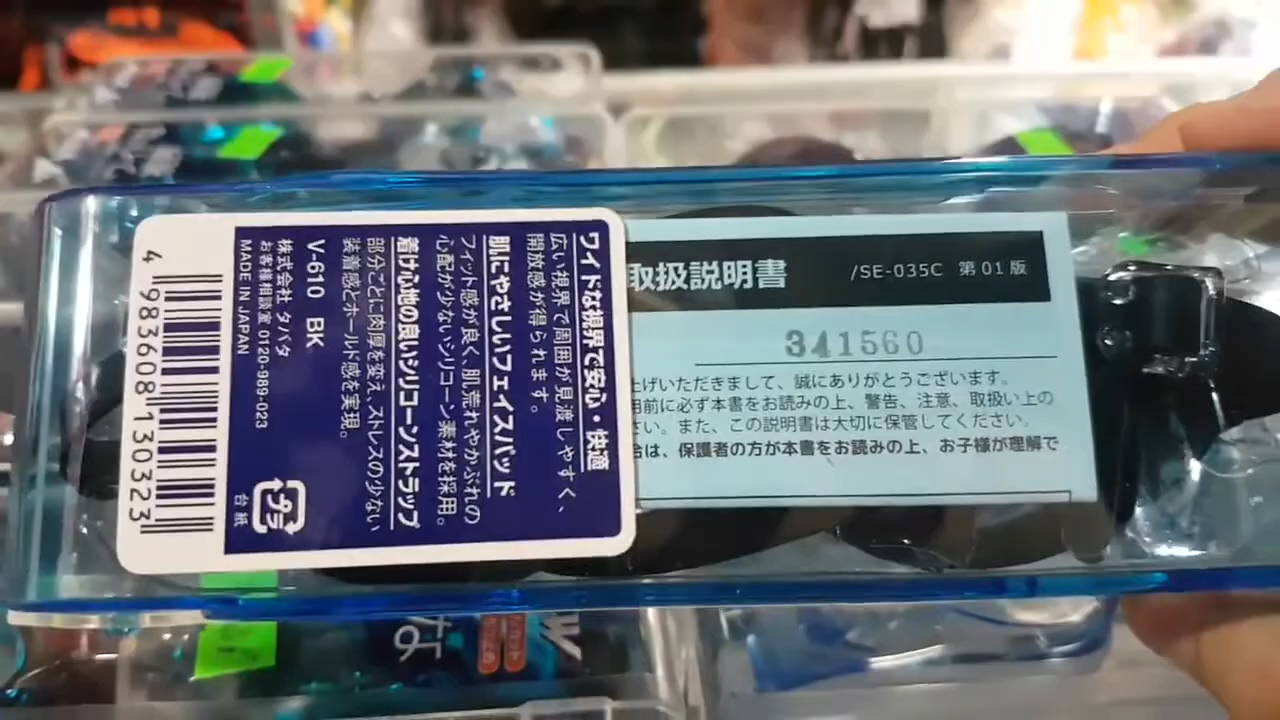 ワイドな視界で安心・快適
広い視界で周囲が見渡しやすく、
開放感が得られます。
肌にやさしいフェイスパッド
フィット感が良く、肌荒れやかぶれの
心配が少ないシリコーン素材を採用。
着け心地の良いシリコーンストラップ
部分ごとに肉厚を変え、ストレスの少ない
装着感とホールド感を実現。
V-610 BK
株式会社 タバタ
お客様相談室 0120-989-023
MADE IN JAPAN
プラ
台紙
4 983608 130323
取扱説明書 /SE-035C 第01版
341560
上げいただきまして、誠にありがとうございます。
用前に必ず本書をお読みの上、警告、注意、取扱い上の
さい。また、この説明書は大切に保管してください。
合は、保護者の方が本書をお読みの上、お子様が理解で